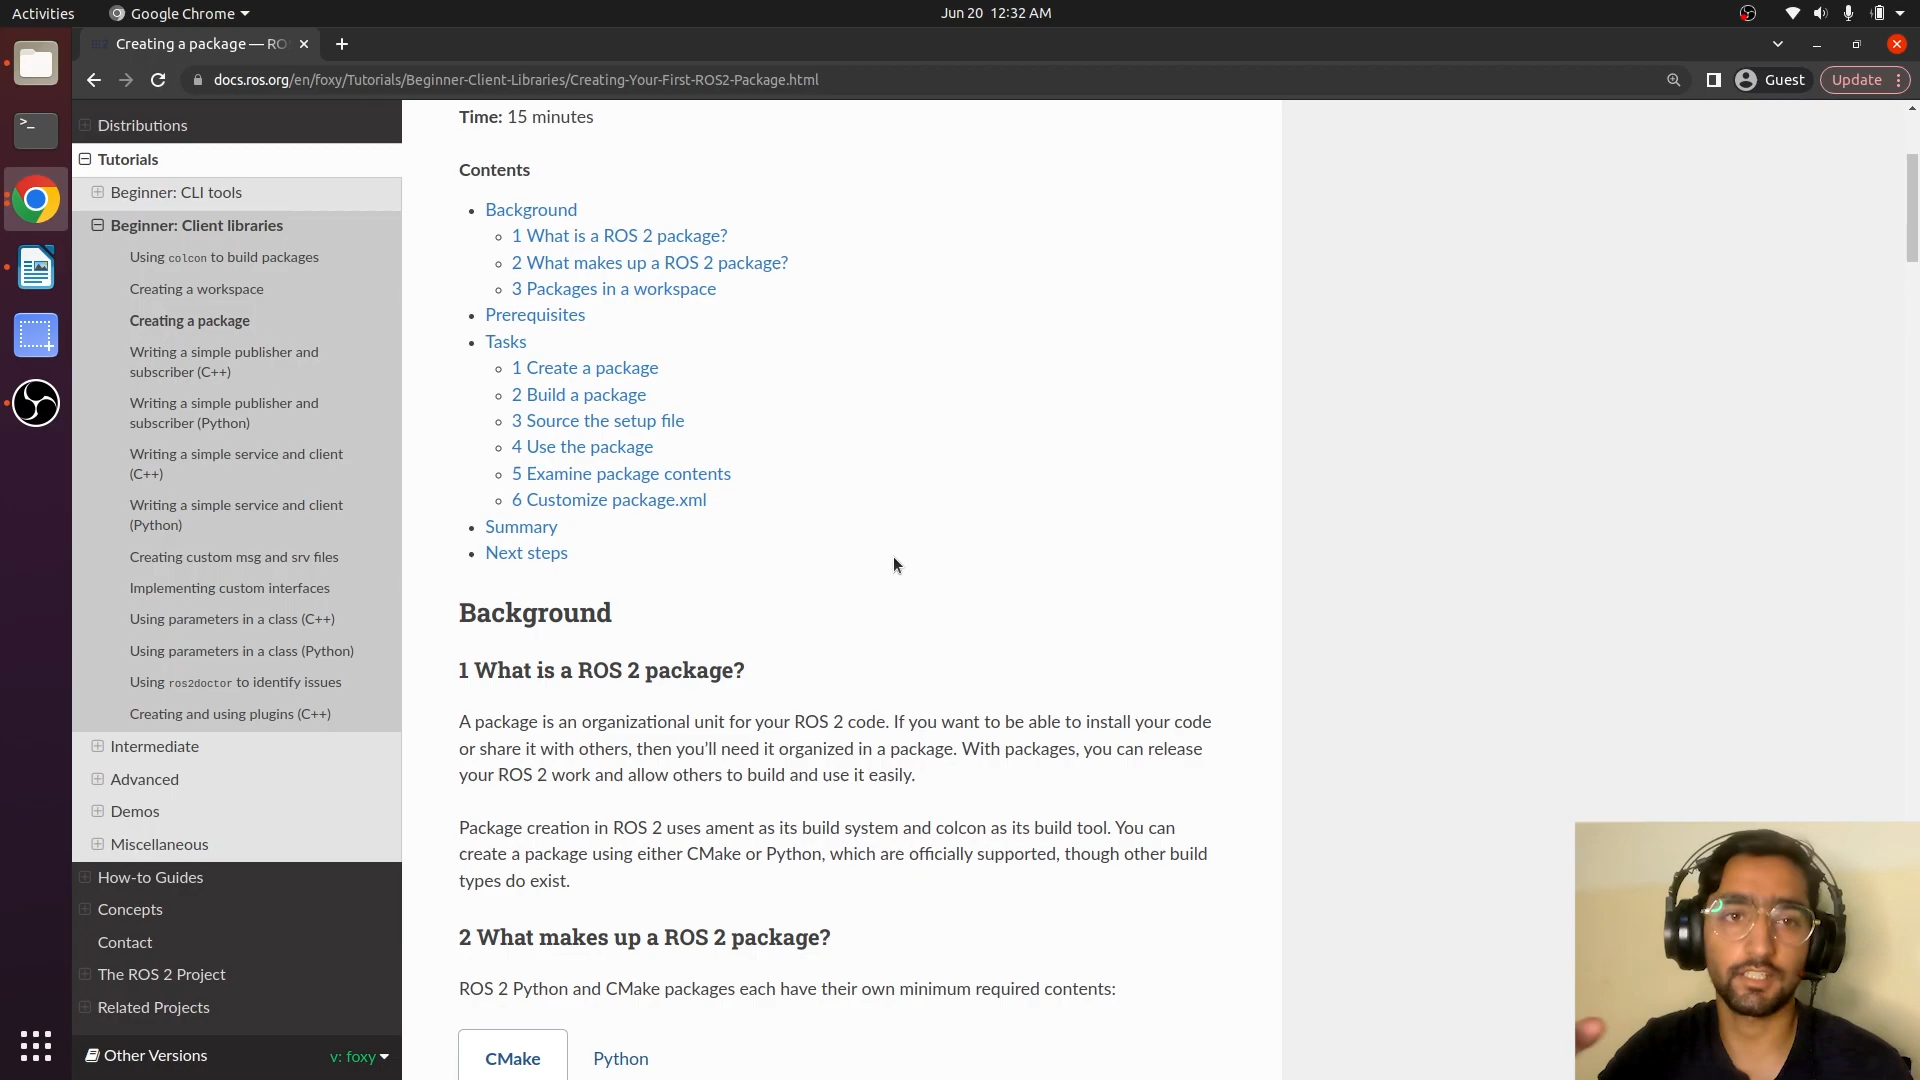 Activities
Google Chrome
Jun 20 12:32 AM
Creating a package — RO
docs.ros.org/en/foxy/Tutorials/Beginner-Client-Libraries/Creating-Your-First-ROS2-Package.html
Guest
Update
Distributions
Tutorials
Beginner: CLI tools
Beginner: Client libraries
Using colcon to build packages
Creating a workspace
Creating a package
Writing a simple publisher and
subscriber (C++)
Writing a simple publisher and
subscriber (Python)
Writing a simple service and client
(C++)
Writing a simple service and client
(Python)
Creating custom msg and srv files
Implementing custom interfaces
Using parameters in a class (C++)
Using parameters in a class (Python)
Using ros2doctor to identify issues
Creating and using plugins (C++)
Intermediate
Advanced
Demos
Miscellaneous
How-to Guides
Concepts
Contact
The ROS 2 Project
Related Projects
Other Versions
v: foxy
Time: 15 minutes
Contents
Background
1 What is a ROS 2 package?
2 What makes up a ROS 2 package?
3 Packages in a workspace
Prerequisites
Tasks
1 Create a package
2 Build a package
3 Source the setup file
4 Use the package
5 Examine package contents
6 Customize package.xml
Summary
Next steps
Background
1 What is a ROS 2 package?
A package is an organizational unit for your ROS 2 code. If you want to be able to install your code
or share it with others, then you’ll need it organized in a package. With packages, you can release
your ROS 2 work and allow others to build and use it easily.
Package creation in ROS 2 uses ament as its build system and colcon as its build tool. You can
create a package using either CMake or Python, which are officially supported, though other build
types do exist.
2 What makes up a ROS 2 package?
ROS 2 Python and CMake packages each have their own minimum required contents:
CMake
Python